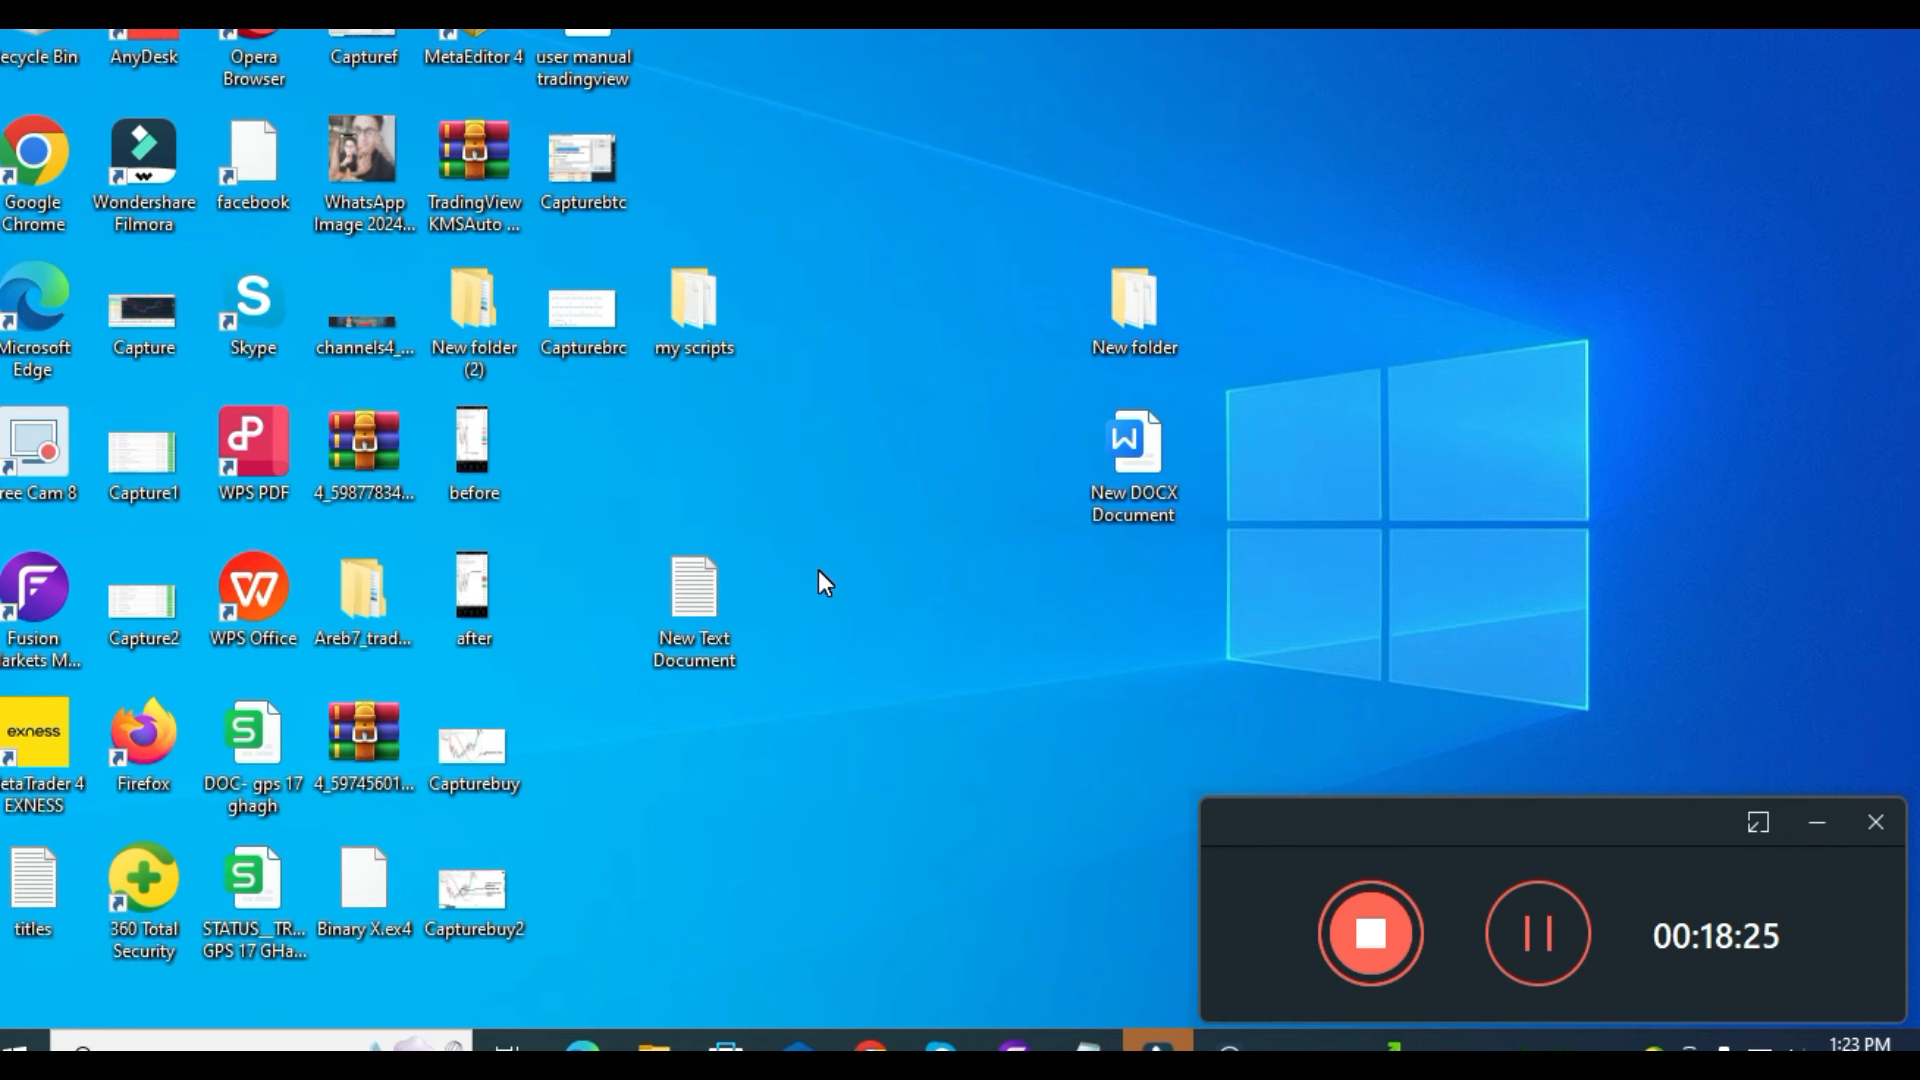 ecycle Bin
AnyDesk
Opera
Browser
Capturef
MetaEditor 4
user manual
tradingview
Google
Chrome
Wondershare
Filmora
facebook
WhatsApp
Image 2024...
TradingView
KMSAuto ...
Capturebtc
Microsoft
Edge
Capture
Skype
channels4_...
New folder
(2)
Capturebrc
my scripts
New folder
ree Cam 8
Capture1
WPS PDF
4_59877834...
before
New DOCX
Document
Fusion
arkets M...
Capture2
WPS Office
Areb7_trad...
after
New Text
Document
exness
etaTrader 4
EXNESS
Firefox
DOC- gps 17
ghagh
4_59745601...
Capturebuy
titles
360 Total
Security
STATUS__TR...
GPS 17 GHa...
Binary X.ex4
Capturebuy2
00:18:25
1:23 PM